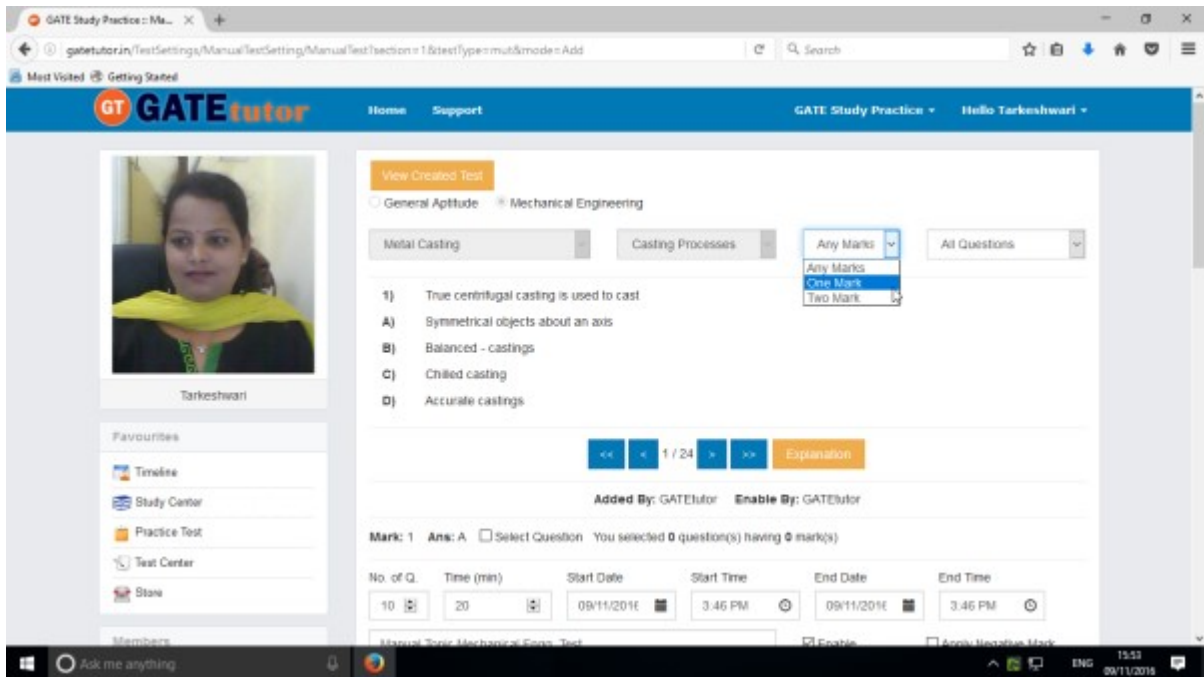 GATE Study Practice :: Ma...
gatetutor.in/TestSettings/ManualTestSetting/ManualTest?section=1&testType=mut&mode=Add
Search
Most Visited Getting Started
GT GATEtutor Home Support GATE Study Practice Hello Tarkeshwari
View Created Test
General Aptitude Mechanical Engineering
Metal Casting Casting Processes Any Marks All Questions
Any Marks
One Mark
Two Mark
1) True centrifugal casting is used to cast
A) Symmetrical objects about an axis
B) Balanced - castings
C) Chilled casting
D) Accurate castings
Tarkeshwari
<< < 1 / 24 > >> Explanation
Added By: GATEtutor Enable By: GATEtutor
Mark: 1 Ans: A Select Question You selected 0 question(s) having 0 mark(s)
No. of Q. Time (min) Start Date Start Time End Date End Time
10 20 09/11/2016 3:46 PM 09/11/2016 3:46 PM
Manual Topic Mechanical Engg. Test Enable Apply Negative Mark
Favourites
Timeline
Study Center
Practice Test
Test Center
Store
Members
Ask me anything
ENG 15:53
09/11/2016